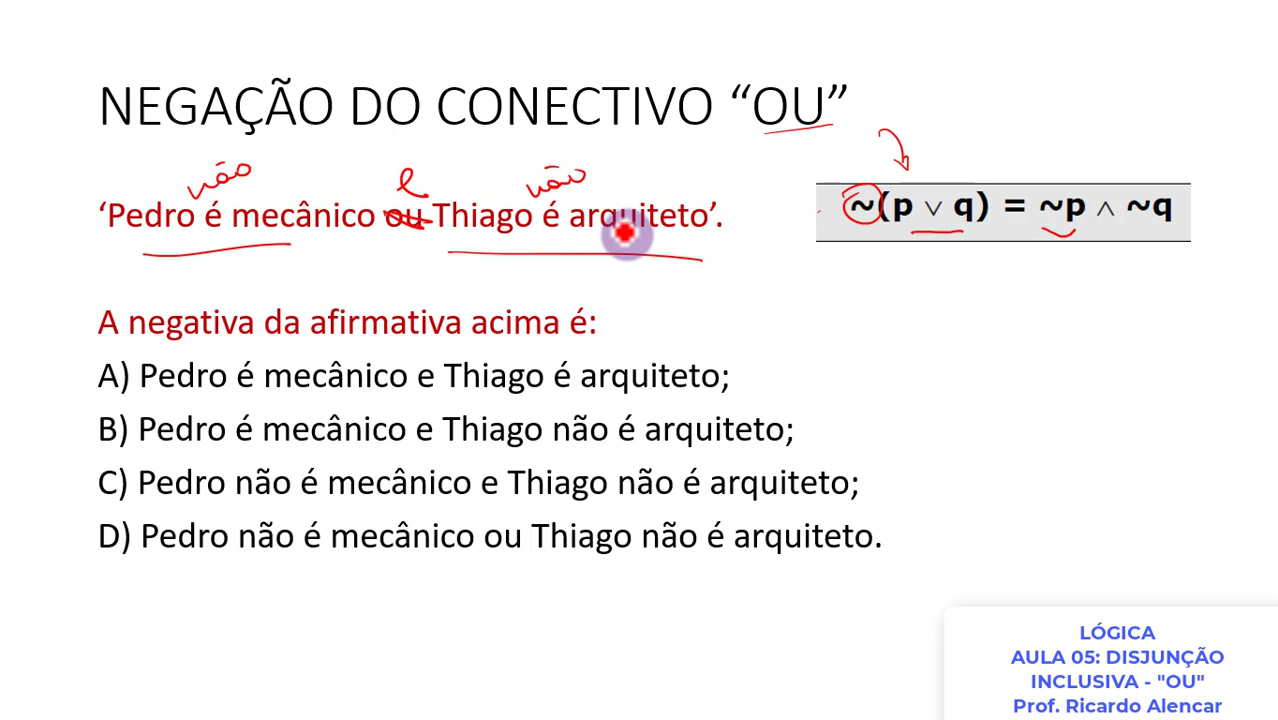 NEGAÇÃO DO CONECTIVO “OU”
não e não
‘Pedro é mecânico ou Thiago é arquiteto’.
~(p ∨ q) = ~p ∧ ~q
A negativa da afirmativa acima é:
A) Pedro é mecânico e Thiago é arquiteto;
B) Pedro é mecânico e Thiago não é arquiteto;
C) Pedro não é mecânico e Thiago não é arquiteto;
D) Pedro não é mecânico ou Thiago não é arquiteto.
LÓGICA
AULA 05: DISJUNÇÃO
INCLUSIVA - "OU"
Prof. Ricardo Alencar